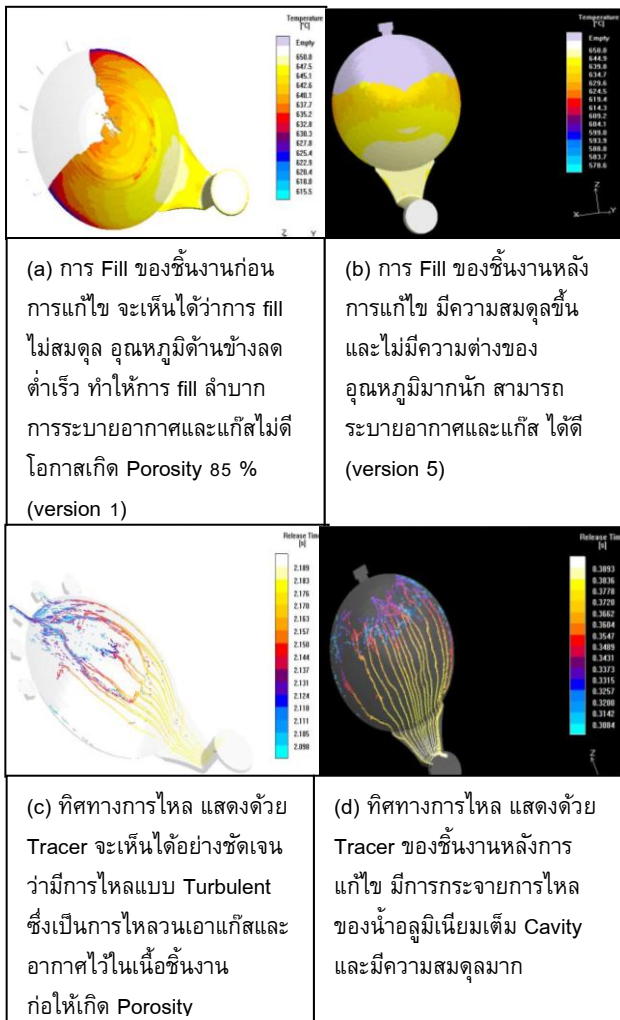 Temperature
[°C]
Empty
650.0
647.5
645.1
642.6
640.1
637.7
635.2
632.8
630.3
627.8
625.4
622.9
620.4
618.0
615.5
Z Y
Temperature
[°C]
Empty
650.0
644.9
639.8
634.7
629.6
624.5
619.4
614.3
609.2
604.1
599.0
593.9
588.8
583.7
578.6
Z
X Y
(a) การ Fill ของชิ้นงานก่อน
การแก้ไข จะเห็นได้ว่าการ fill
ไม่สมดุล อุณหภูมิด้านข้างลด
ต่ำเร็ว ทำให้การ fill ลำบาก
การระบายอากาศและแก๊สไม่ดี
โอกาสเกิด Porosity 85 %
(version 1)
(b) การ Fill ของชิ้นงานหลัง
การแก้ไข มีความสมดุลขึ้น
และไม่มีความต่างของ
อุณหภูมิมากนัก สามารถ
ระบายอากาศและแก๊ส ได้ดี
(version 5)
Release Time
[s]
2.189
2.183
2.176
2.170
2.163
2.157
2.150
2.144
2.137
2.131
2.124
2.118
2.111
2.105
2.098
Release Time
[s]
0.3893
0.3836
0.3778
0.3720
0.3662
0.3604
0.3547
0.3489
0.3431
0.3373
0.3315
0.3257
0.3200
0.3142
0.3084
Z
(c) ทิศทางการไหล แสดงด้วย
Tracer จะเห็นได้อย่างชัดเจน
ว่ามีการไหลแบบ Turbulent
ซึ่งเป็นการไหลวนเอาแก๊สและ
อากาศไว้ในเนื้อชิ้นงาน
ก่อให้เกิด Porosity
(d) ทิศทางการไหล แสดงด้วย
Tracer ของชิ้นงานหลังการ
แก้ไข มีการกระจายการไหล
ของน้ำอลูมิเนียมเต็ม Cavity
และมีความสมดุลมาก